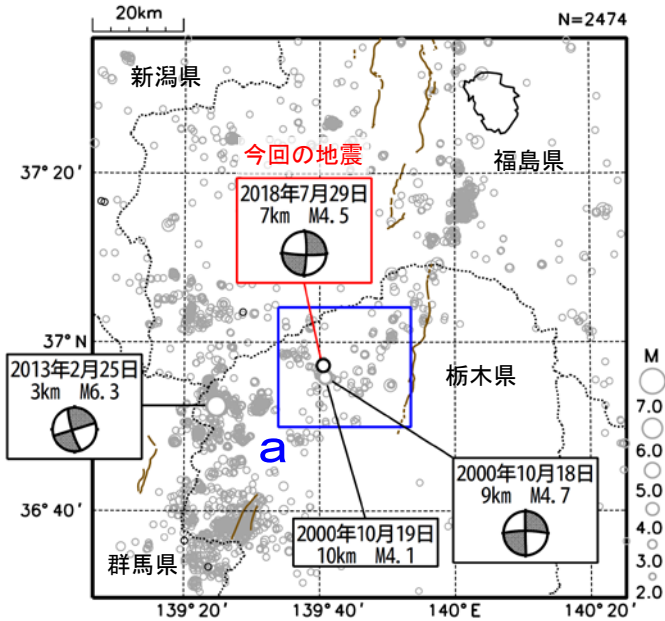 20km
N=2474
新潟県
今回の地震
福島県
37° 20'
2018年7月29日
7km M4.5
37° N
2013年2月25日
3km M6.3
栃木県
M
7.0
6.0
5.0
4.0
3.0
2.0
a
2000年10月18日
9km M4.7
36° 40'
2000年10月19日
10km M4.1
群馬県
139° 20'
139° 40'
140° E
140° 20'